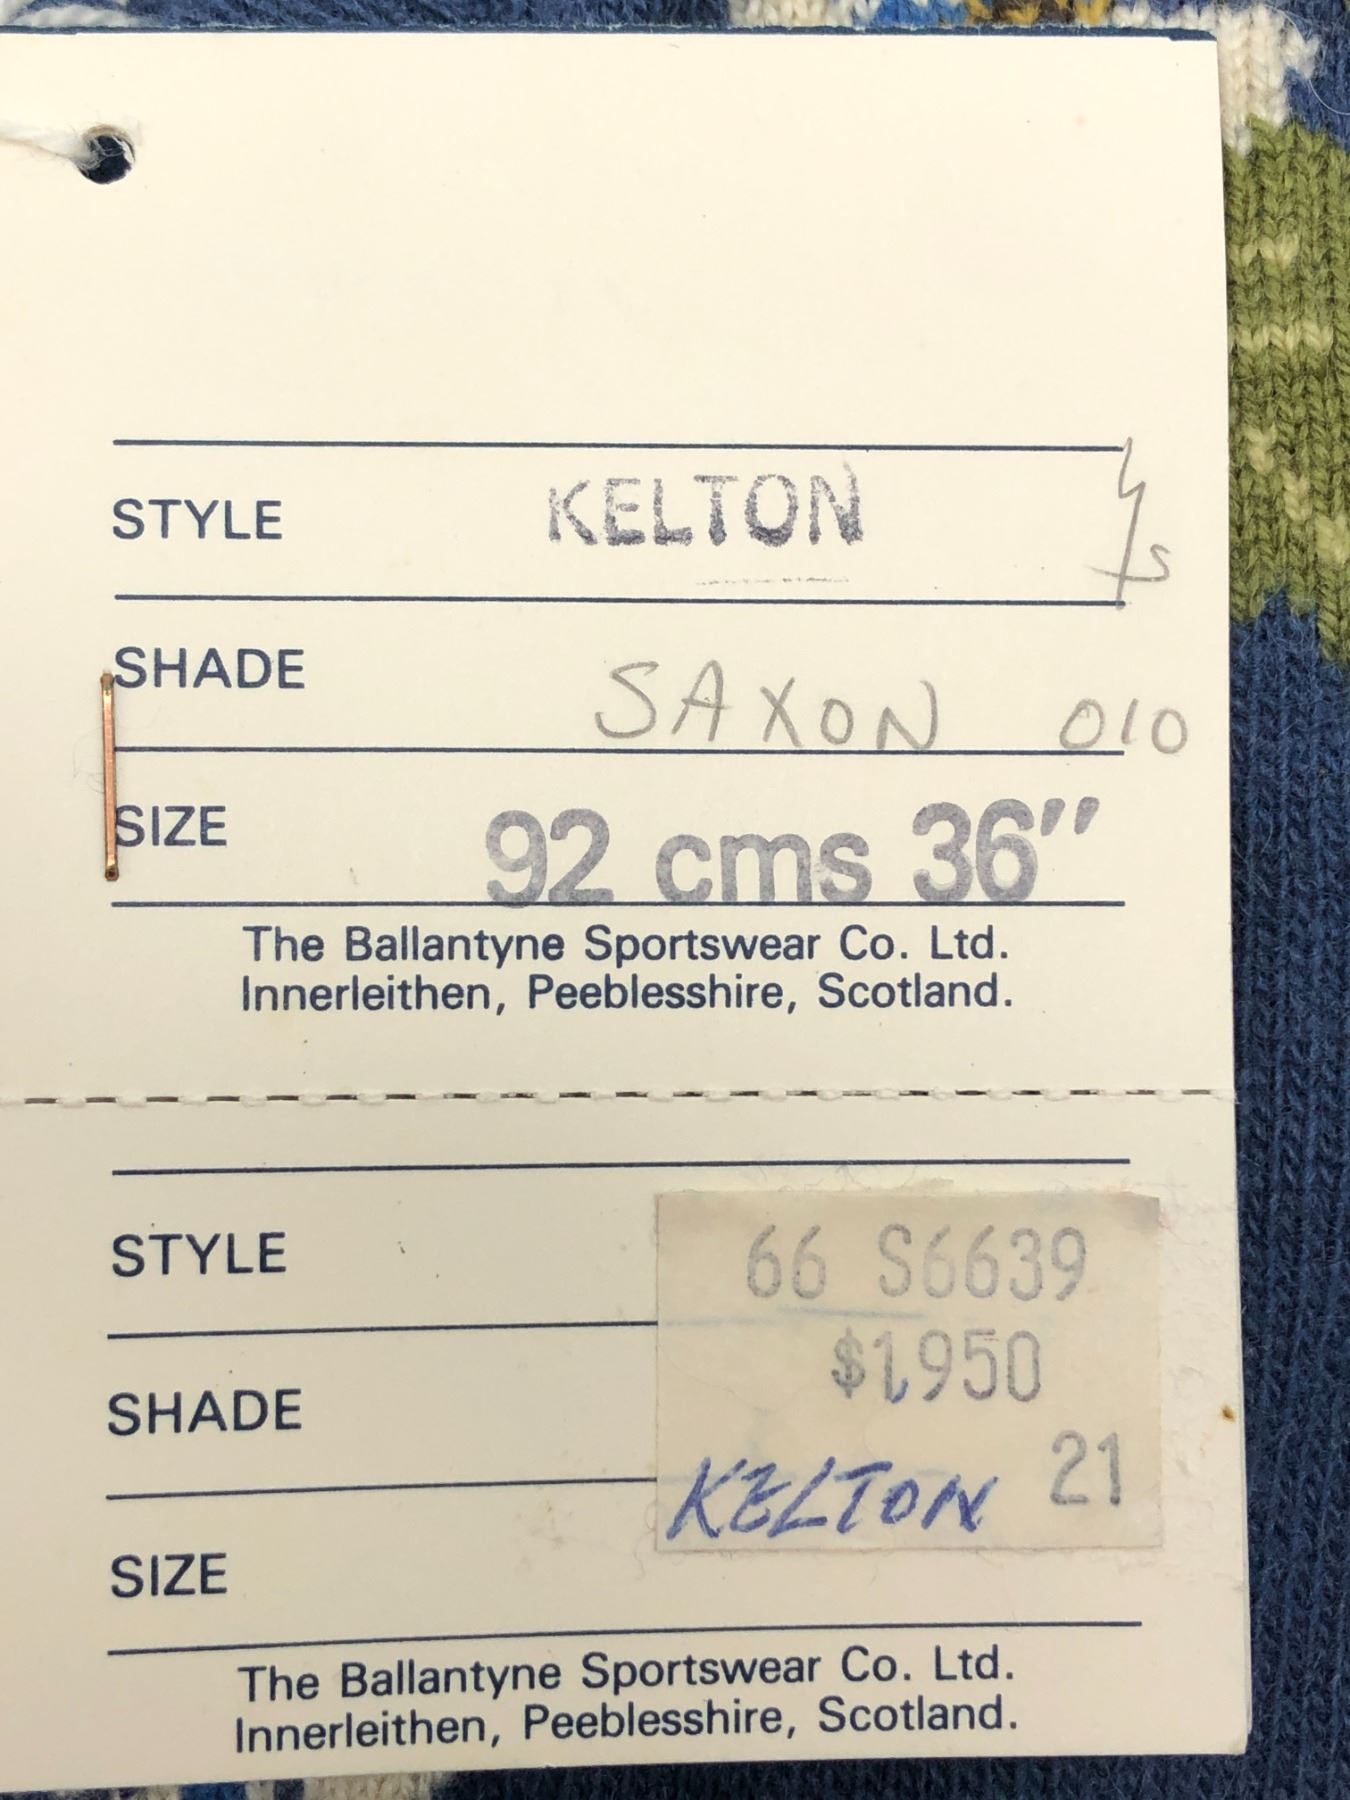 STYLE KELTON
S
SHADE SAXON 010
SIZE 92 cms 36"
The Ballantyne Sportswear Co. Ltd.
Innerleithen, Peeblesshire, Scotland.
STYLE
66 S6639
$1,950
SHADE
KELTON 21
SIZE
The Ballantyne Sportswear Co. Ltd.
Innerleithen, Peeblesshire, Scotland.